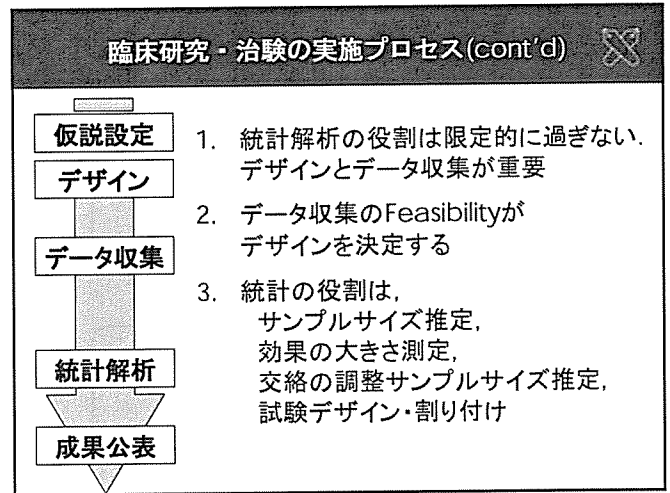 臨床研究・治験の実施プロセス(cont'd)
仮説設定
デザイン
データ収集
統計解析
成果公表
1. 統計解析の役割は限定的に過ぎない.
デザインとデータ収集が重要
2. データ収集のFeasibilityが
デザインを決定する
3. 統計の役割は,
サンプルサイズ推定,
効果の大きさ測定,
交絡の調整サンプルサイズ推定,
試験デザイン・割り付け